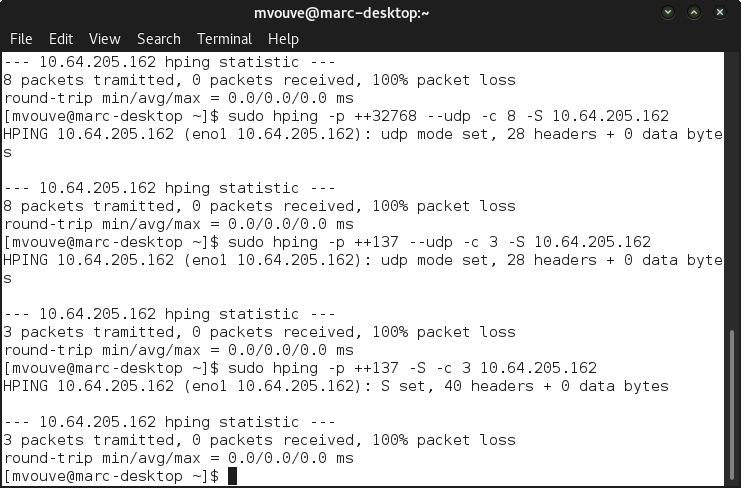 mvouve@marc-desktop:~
File Edit View Search Terminal Help
--- 10.64.205.162 hping statistic ---
8 packets tramitted, 0 packets received, 100% packet loss
round-trip min/avg/max = 0.0/0.0/0.0 ms
[mvouve@marc-desktop ~]$ sudo hping -p ++32768 --udp -c 8 -S 10.64.205.162
HPING 10.64.205.162 (eno1 10.64.205.162): udp mode set, 28 headers + 0 data byte
s
--- 10.64.205.162 hping statistic ---
8 packets tramitted, 0 packets received, 100% packet loss
round-trip min/avg/max = 0.0/0.0/0.0 ms
[mvouve@marc-desktop ~]$ sudo hping -p ++137 --udp -c 3 -S 10.64.205.162
HPING 10.64.205.162 (eno1 10.64.205.162): udp mode set, 28 headers + 0 data byte
s
--- 10.64.205.162 hping statistic ---
3 packets tramitted, 0 packets received, 100% packet loss
round-trip min/avg/max = 0.0/0.0/0.0 ms
[mvouve@marc-desktop ~]$ sudo hping -p ++137 -S -c 3 10.64.205.162
HPING 10.64.205.162 (eno1 10.64.205.162): S set, 40 headers + 0 data bytes
--- 10.64.205.162 hping statistic ---
3 packets tramitted, 0 packets received, 100% packet loss
round-trip min/avg/max = 0.0/0.0/0.0 ms
[mvouve@marc-desktop ~]$